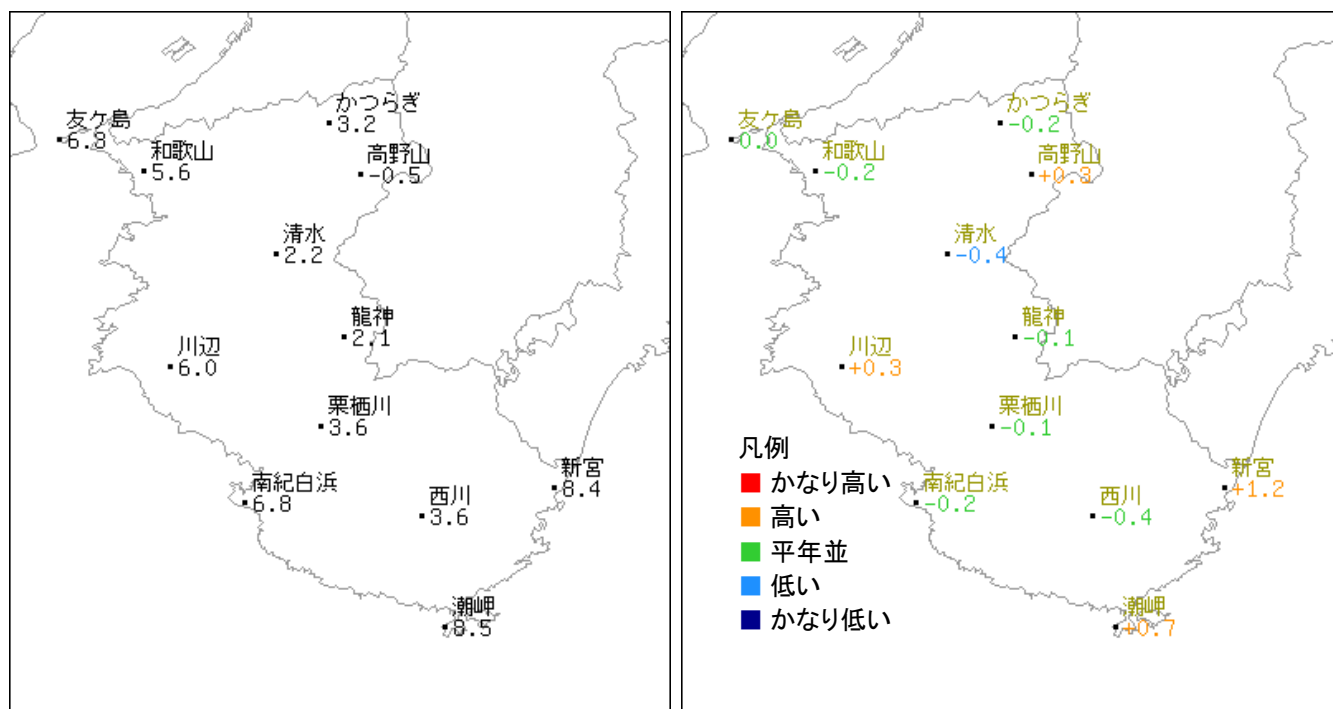 かつらぎ
3.2
友ケ島
6.8
和歌山
5.6
高野山
-0.5
清水
2.2
龍神
2.1
川辺
6.0
栗栖川
3.6
南紀白浜
6.8
西川
3.6
新宮
8.4
潮岬
8.5
かつらぎ
-0.2
友ケ島
0.0
和歌山
-0.2
高野山
+0.3
清水
-0.4
龍神
-0.1
川辺
+0.3
栗栖川
-0.1
南紀白浜
-0.2
西川
-0.4
新宮
+1.2
潮岬
+0.7
凡例
かなり高い
高い
平年並
低い
かなり低い